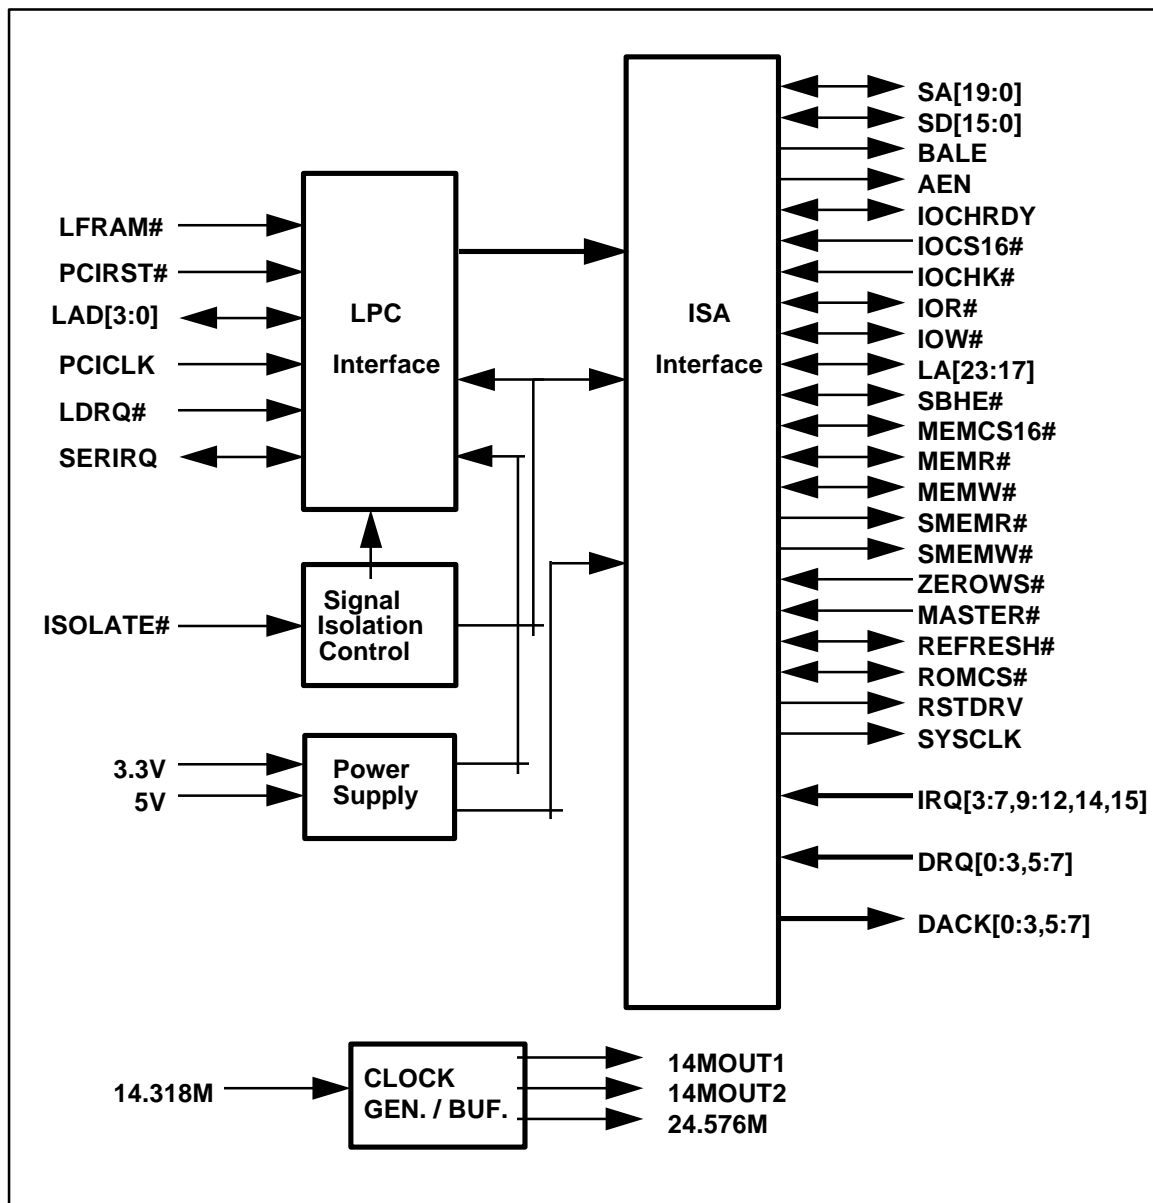 LFRAM#
PCIRST#
LAD[3:0]
PCICLK
LDRQ#
SERIRQ
LPC
Interface
ISOLATE#
Signal
Isolation
Control
3.3V
5V
Power
Supply
ISA
Interface
SA[19:0]
SD[15:0]
BALE
AEN
IOCHRDY
IOCS16#
IOCHK#
IOR#
IOW#
LA[23:17]
SBHE#
MEMCS16#
MEMR#
MEMW#
SMEMR#
SMEMW#
ZEROWS#
MASTER#
REFRESH#
ROMCS#
RSTDRV
SYSCLK
IRQ[3:7,9:12,14,15]
DRQ[0:3,5:7]
DACK[0:3,5:7]
14.318M
CLOCK
GEN. / BUF.
14MOUT1
14MOUT2
24.576M